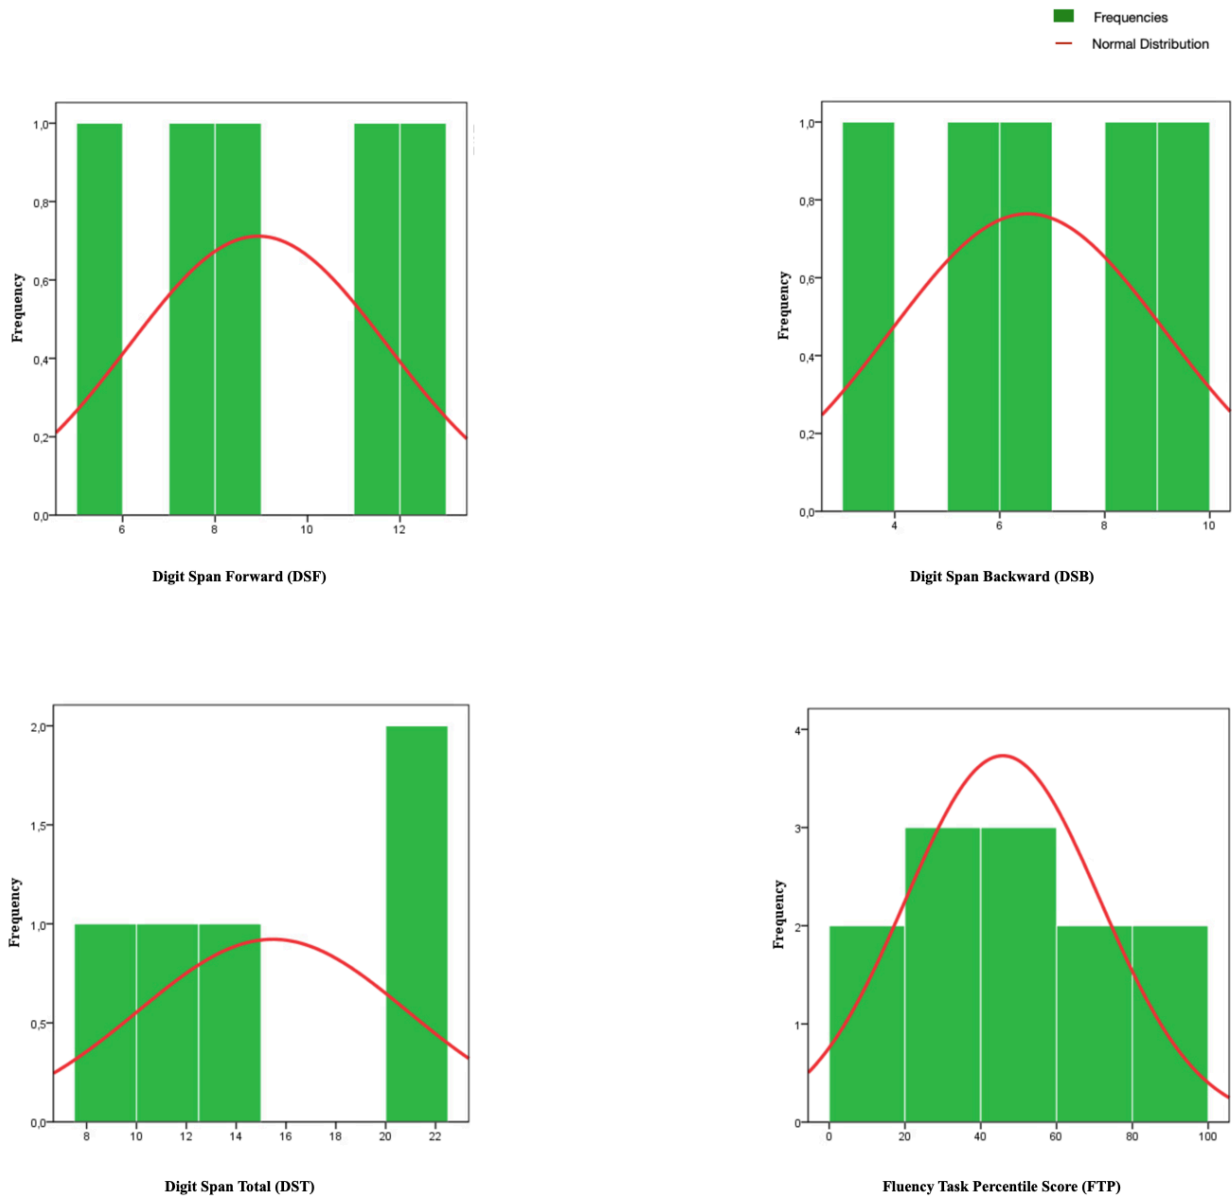 Frequencies
Normal Distribution
1,0
0,8
0,6
0,4
0,2
0,0
Frequency
6 8 10 12
Digit Span Forward (DSF)
1,0
0,8
0,6
0,4
0,2
0,0
Frequency
4 6 8 10
Digit Span Backward (DSB)
2,0
1,5
1,0
0,5
0,0
Frequency
8 10 12 14 16 18 20 22
Digit Span Total (DST)
4
3
2
1
0
Frequency
0 20 40 60 80 100
Fluency Task Percentile Score (FTP)